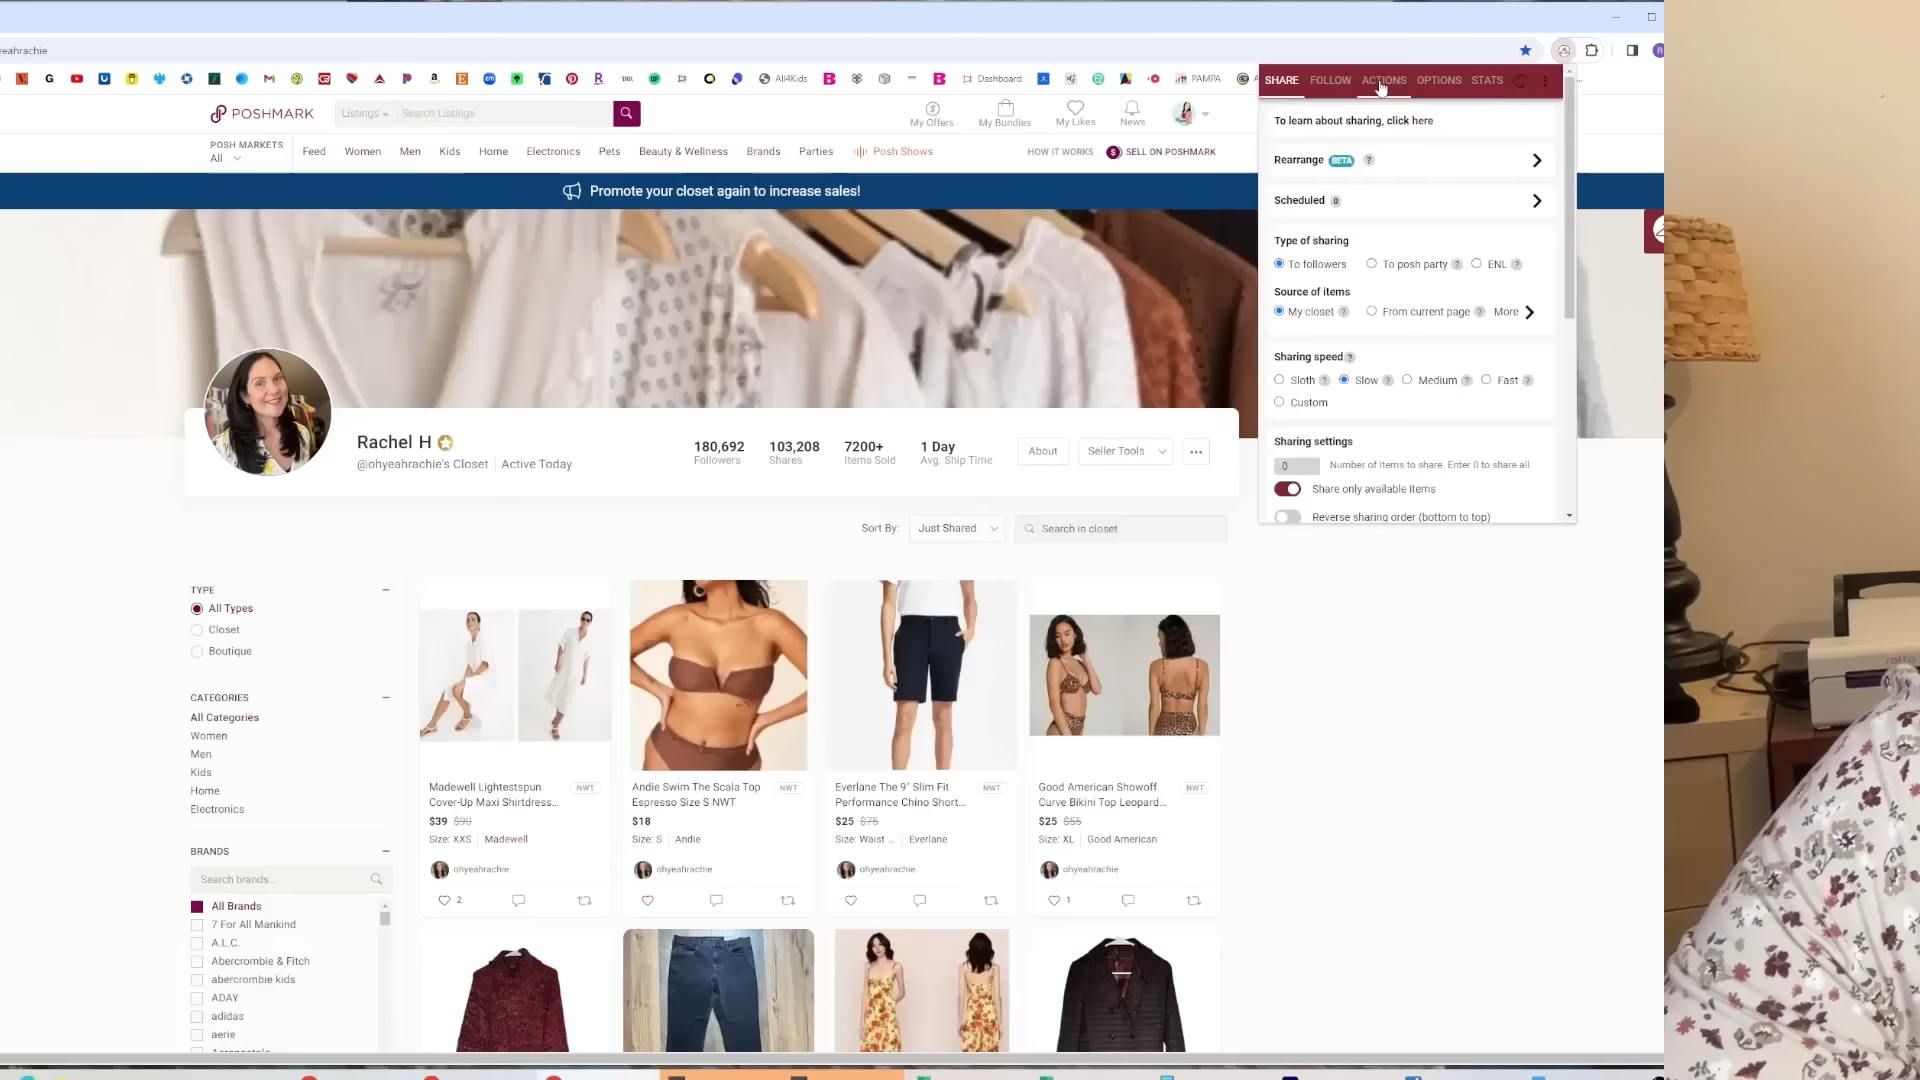 eahrachie
All4Kids
Dashboard
PAMPA
POSHMARK
Listings
Search Listings
My Offers
My Bundles
My Likes
News
POSH MARKETS
All
Feed
Women
Men
Kids
Home
Electronics
Pets
Beauty & Wellness
Brands
Parties
Posh Shows
HOW IT WORKS
SELL ON POSHMARK
Promote your closet again to increase sales!
Rachel H
@ohyeahrachie's Closet Active Today
180,692
Followers
103,208
Shares
7200+
Items Sold
1 Day
Avg. Ship Time
About
Seller Tools
Sort By: Just Shared
Search in closet
SHARE FOLLOW ACTIONS OPTIONS STATS
To learn about sharing, click here
Rearrange BETA ?
Scheduled 0
Type of sharing
To followers To posh party ? ENL ?
Source of items
My closet ? From current page ? More
Sharing speed ?
Sloth ? Slow ? Medium ? Fast ?
Custom
Sharing settings
0 Number of Items to share. Enter 0 to share all
Share only available items
Reverse sharing order (bottom to top)
TYPE
All Types
Closet
Boutique
CATEGORIES
All Categories
Women
Men
Kids
Home
Electronics
BRANDS
Search brands...
All Brands
7 For All Mankind
A.L.C.
Abercrombie & Fitch
abercrombie kids
ADAY
adidas
aerie
Madewell Lightestspun
Cover-Up Maxi Shirtdress...
NWT
$39 $90
Size: XXS Madewell
ohyeahrachie
2
Andie Swim The Scala Top
Espresso Size S NWT
NWT
$18
Size: S Andie
ohyeahrachie
Everlane The 9" Slim Fit
Performance Chino Short...
NWT
$25 $75
Size: Waist ... Everlane
ohyeahrachie
Good American Showoff
Curve Bikini Top Leopard...
NWT
$25 $55
Size: XL Good American
ohyeahrachie
1